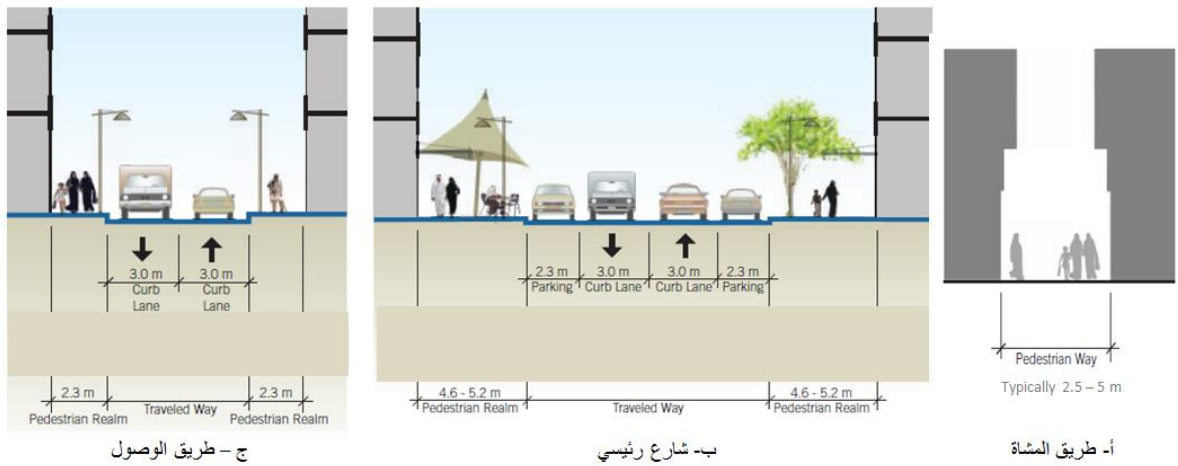 3.0 m
3.0 m
Curb Lane
Curb Lane
2.3 m
2.3 m
Pedestrian Realm
Traveled Way
Pedestrian Realm
ج – طريق الوصول
2.3 m
3.0 m
3.0 m
2.3 m
Parking
Curb Lane
Curb Lane
Parking
4.6 - 5.2 m
4.6 - 5.2 m
Pedestrian Realm
Traveled Way
Pedestrian Realm
ب- شارع رئيسي
Pedestrian Way
Typically 2.5 – 5 m
أ- طريق المشاة